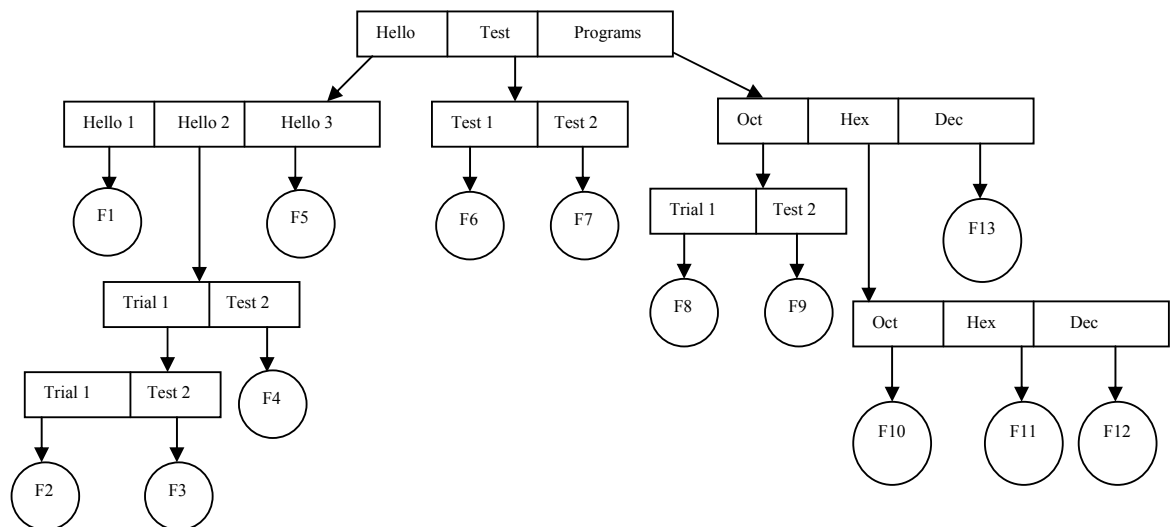 Hello Test Programs
Hello 1 Hello 2 Hello 3
Test 1 Test 2
Oct Hex Dec
F1
F5
F6
F7
Trial 1 Test 2
F13
F8
F9
Trial 1 Test 2
Oct Hex Dec
Trial 1 Test 2
F4
F10
F11
F12
F2
F3